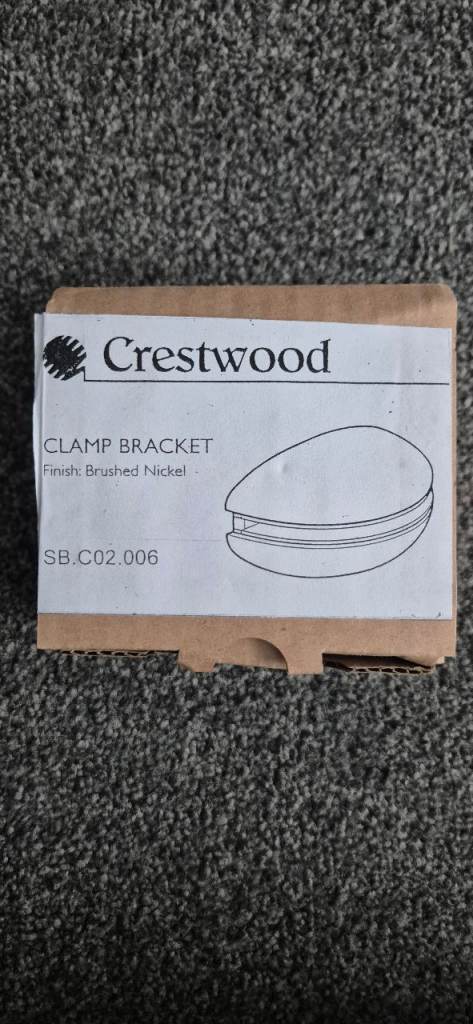 Crestwood
CLAMP BRACKET
Finish: Brushed Nickel
SB.C02.006